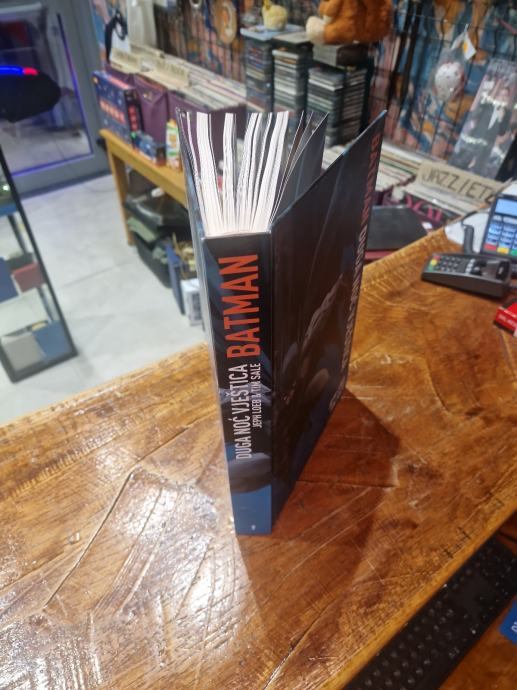 BATMAN
DUGA NOĆ VJEŠTICA
JEPH LOEB & TIM SALE
JAZZ